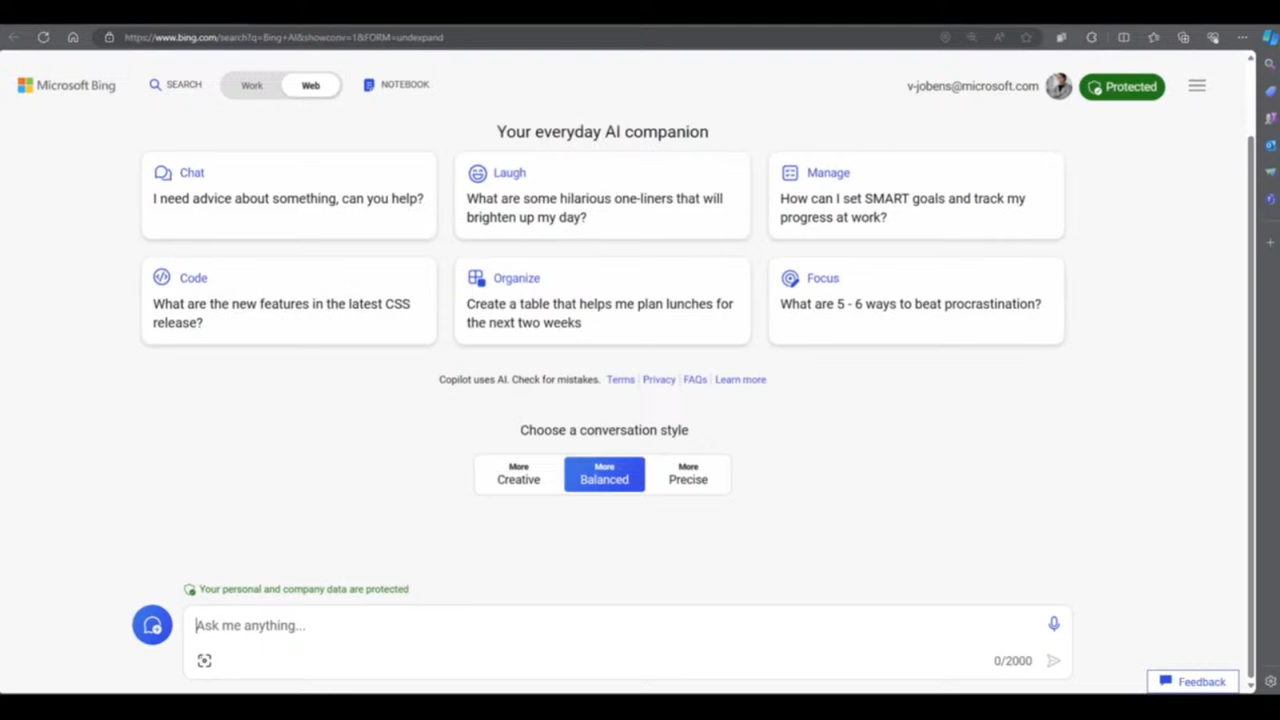 https://www.bing.com/search?q=Bing+AI&showconv=1&FORM=undexpand
Microsoft Bing
SEARCH
Work
Web
NOTEBOOK
v-jobens@microsoft.com
Protected
Your everyday AI companion
Chat
I need advice about something, can you help?
Laugh
What are some hilarious one-liners that will
brighten up my day?
Manage
How can I set SMART goals and track my
progress at work?
Code
What are the new features in the latest CSS
release?
Organize
Create a table that helps me plan lunches for
the next two weeks
Focus
What are 5 - 6 ways to beat procrastination?
Copilot uses AI. Check for mistakes. Terms | Privacy | FAQs | Learn more
Choose a conversation style
More
Creative
More
Balanced
More
Precise
Your personal and company data are protected
Ask me anything...
0/2000
Feedback